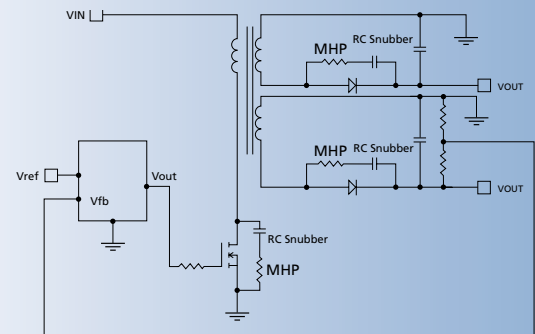 VIN
RC Snubber
MHP
VOUT
MHP
RC Snubber
VOUT
Vref
Vout
Vfb
RC Snubber
MHP